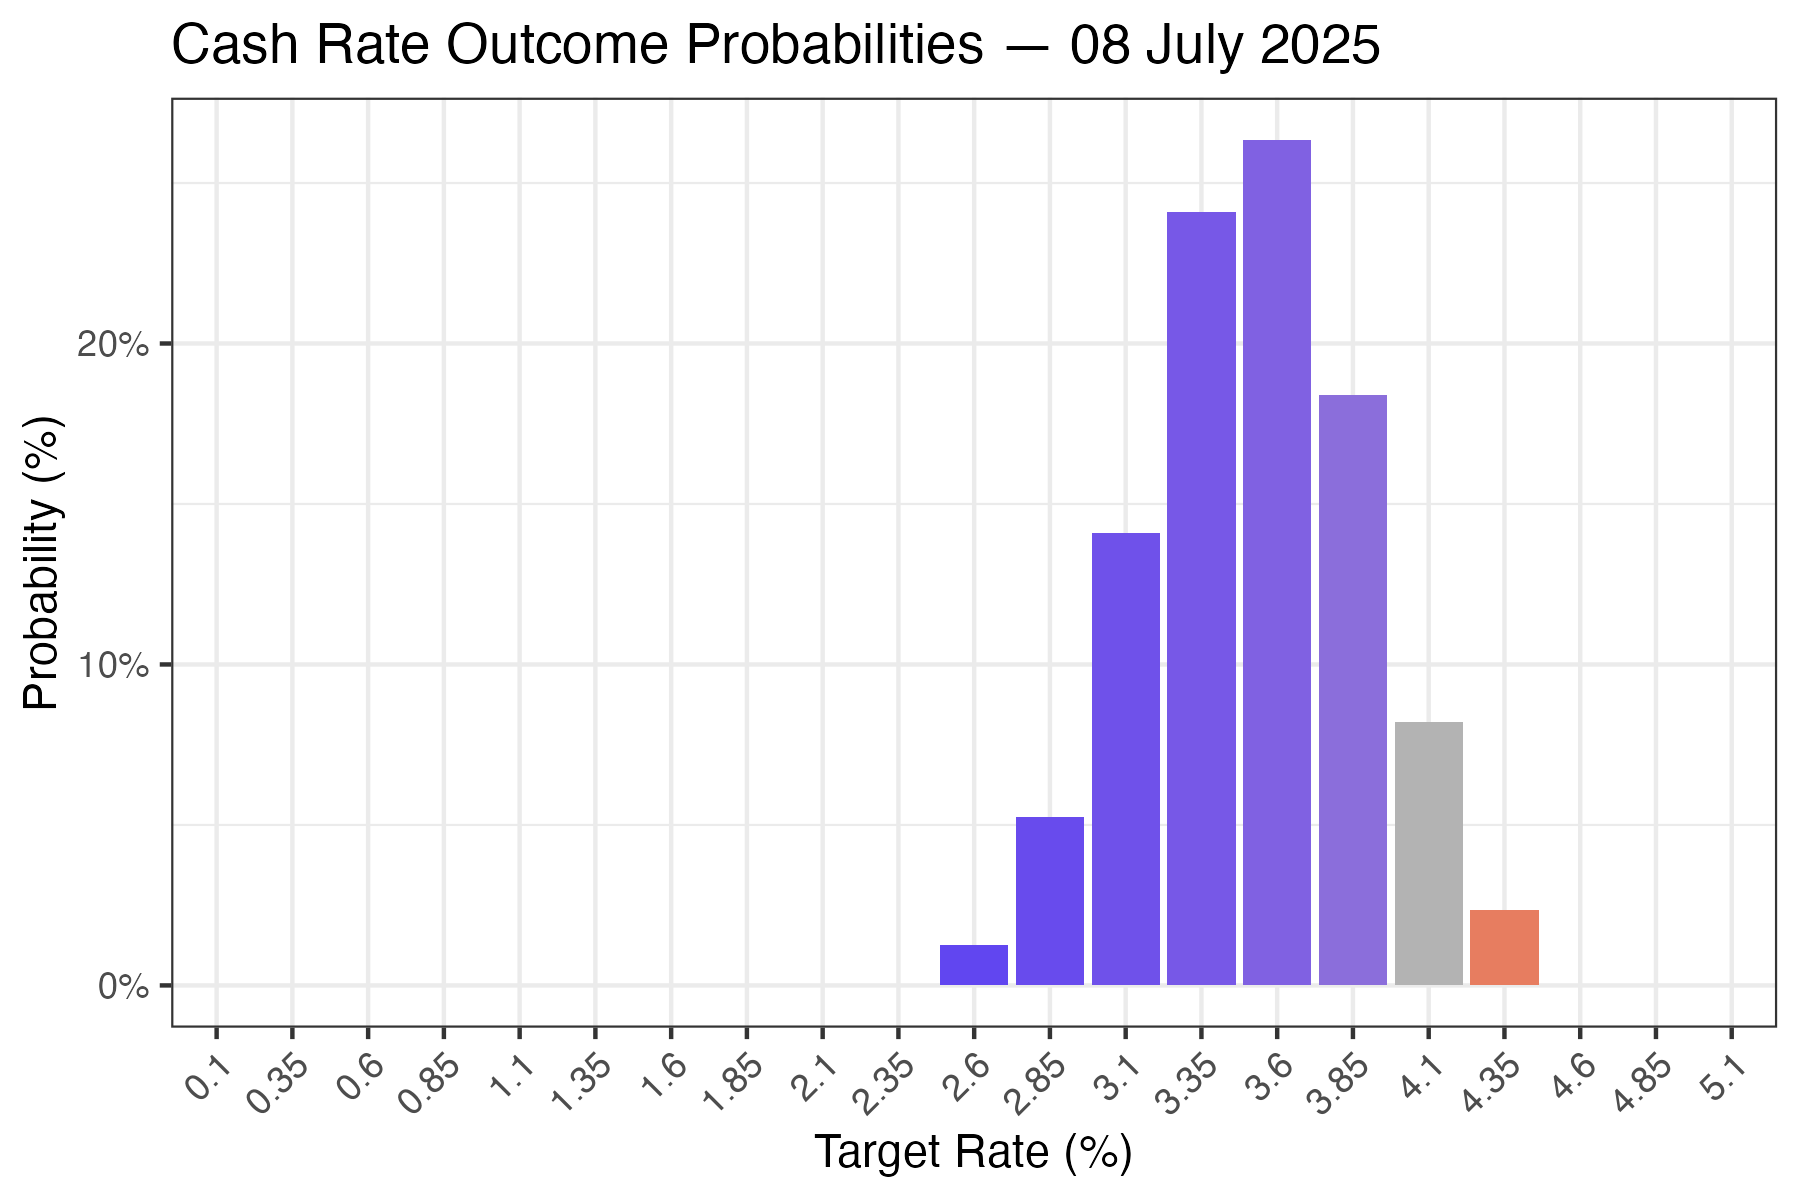 Cash Rate Outcome Probabilities — 08 July 2025
Probability (%)
20%
10%
0%
0.1 0.35 0.6 0.85 1.1 1.35 1.6 1.85 2.1 2.35 2.6 2.85 3.1 3.35 3.6 3.85 4.1 4.35 4.6 4.85 5.1
Target Rate (%)